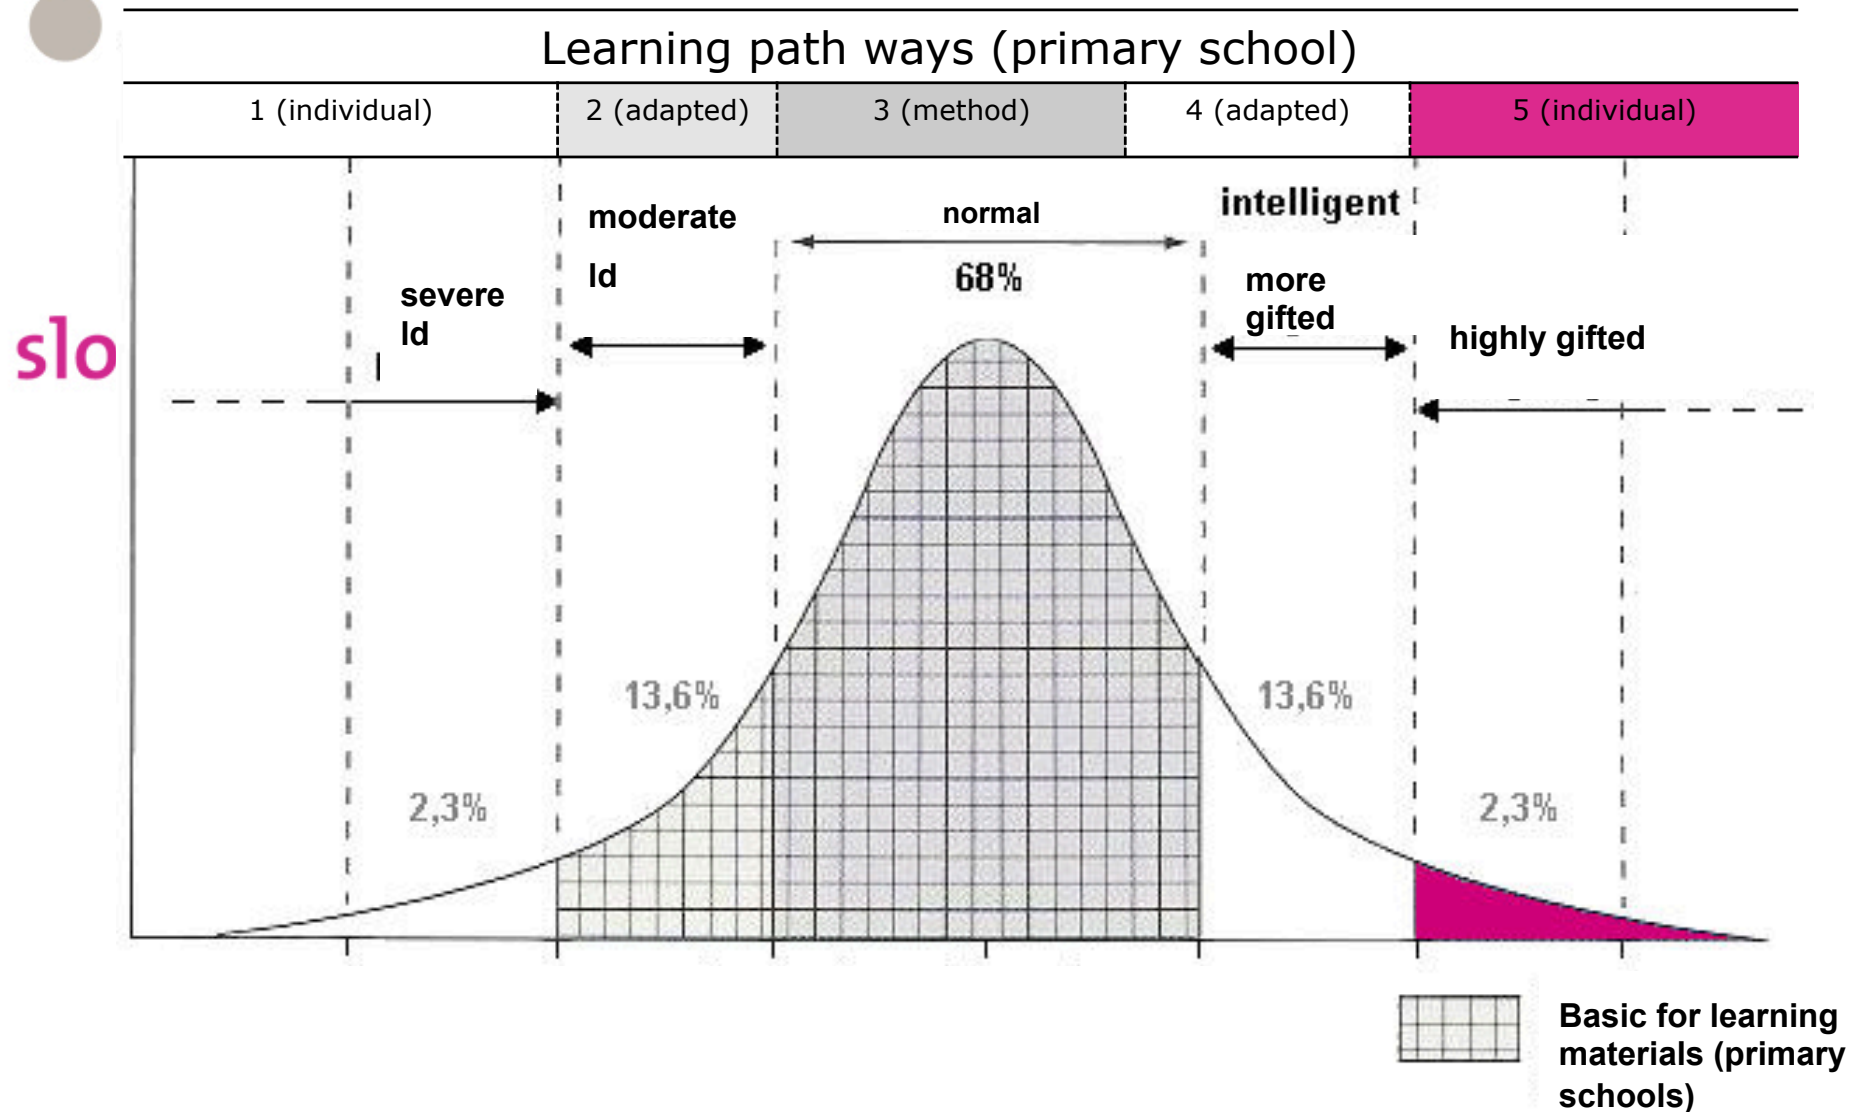 Learning path ways (primary school)
1 (individual)
2 (adapted)
3 (method)
4 (adapted)
5 (individual)
severe
ld
moderate
ld
normal
68%
intelligent
more
gifted
highly gifted
slo
2,3%
13,6%
13,6%
2,3%
Basic for learning
materials (primary
schools)